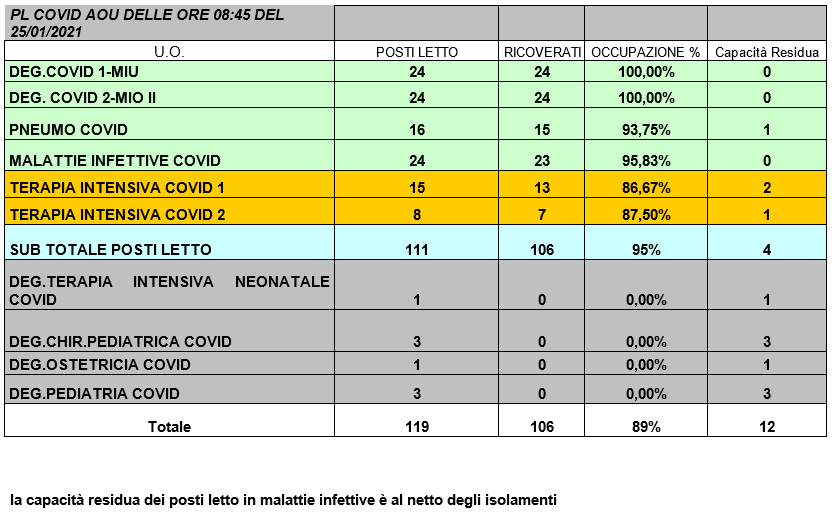 PL COVID AOU DELLE ORE 08:45 DEL
25/01/2021
U.O. POSTI LETTO RICOVERATI OCCUPAZIONE % Capacità Residua
DEG.COVID 1-MIU 24 24 100,00% 0
DEG. COVID 2-MIO II 24 24 100,00% 0
PNEUMO COVID 16 15 93,75% 1
MALATTIE INFETTIVE COVID 24 23 95,83% 0
TERAPIA INTENSIVA COVID 1 15 13 86,67% 2
TERAPIA INTENSIVA COVID 2 8 7 87,50% 1
SUB TOTALE POSTI LETTO 111 106 95% 4
DEG.TERAPIA INTENSIVA NEONATALE
COVID 1 0 0,00% 1
DEG.CHIR.PEDIATRICA COVID 3 0 0,00% 3
DEG.OSTETRICIA COVID 1 0 0,00% 1
DEG.PEDIATRIA COVID 3 0 0,00% 3
Totale 119 106 89% 12
la capacità residua dei posti letto in malattie infettive è al netto degli isolamenti